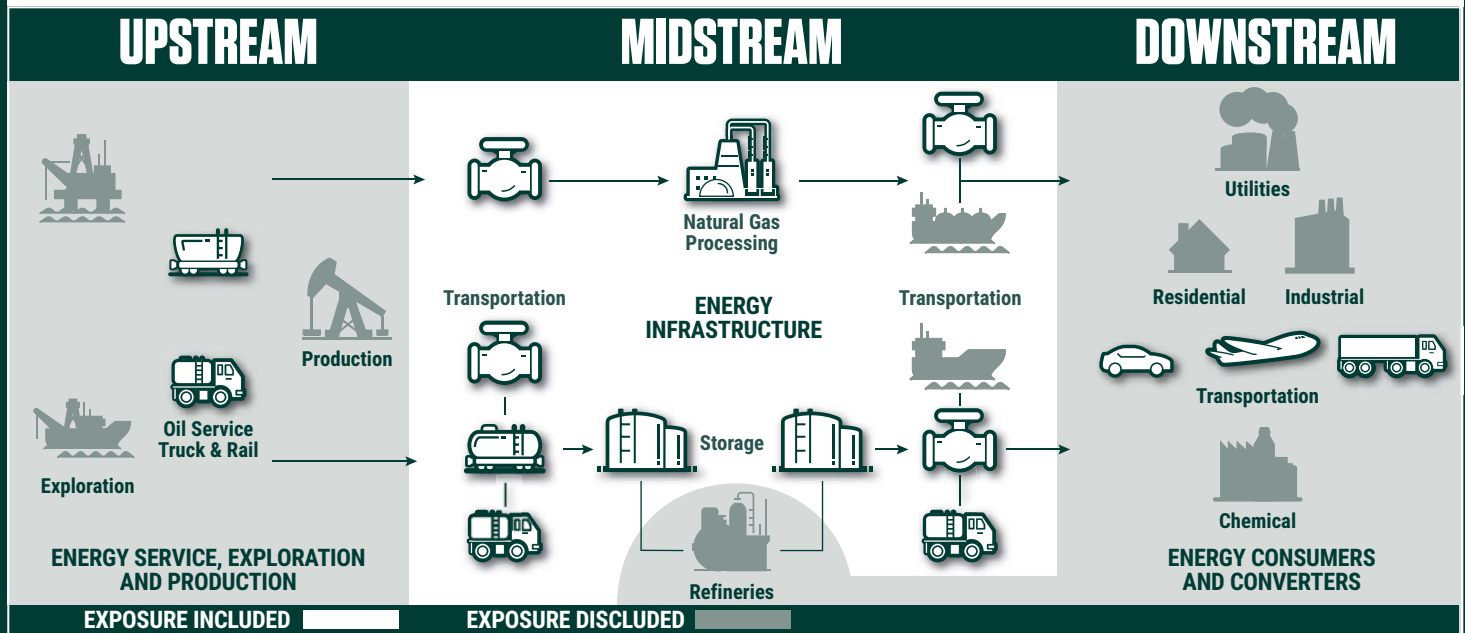 UPSTREAM
MIDSTREAM
DOWNSTREAM
Utilities
Natural Gas
Processing
Residential
Industrial
Transportation
ENERGY
INFRASTRUCTURE
Transportation
Production
Transportation
Oil Service
Truck & Rail
Storage
Exploration
Chemical
ENERGY SERVICE, EXPLORATION
AND PRODUCTION
Refineries
ENERGY CONSUMERS
AND CONVERTERS
EXPOSURE INCLUDED
EXPOSURE DISCLUDED